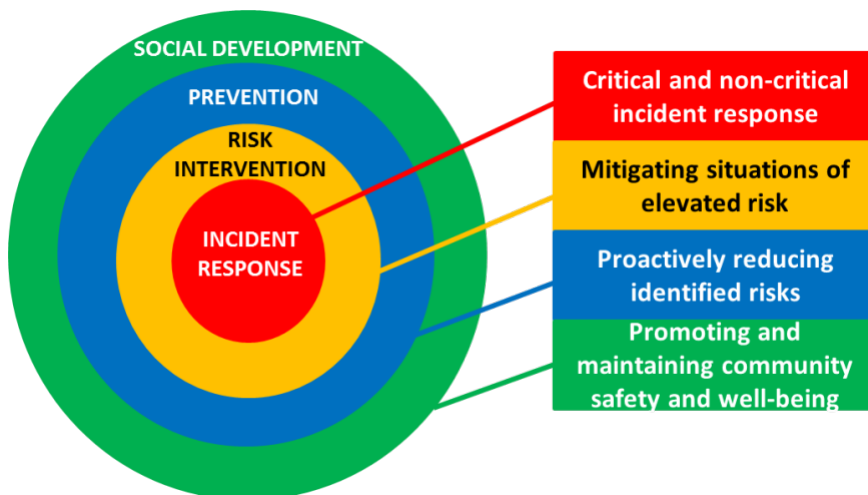 SOCIAL DEVELOPMENT
PREVENTION
RISK
INTERVENTION
INCIDENT
RESPONSE
Critical and non-critical
incident response
Mitigating situations of
elevated risk
Proactively reducing
identified risks
Promoting and
maintaining community
safety and well-being